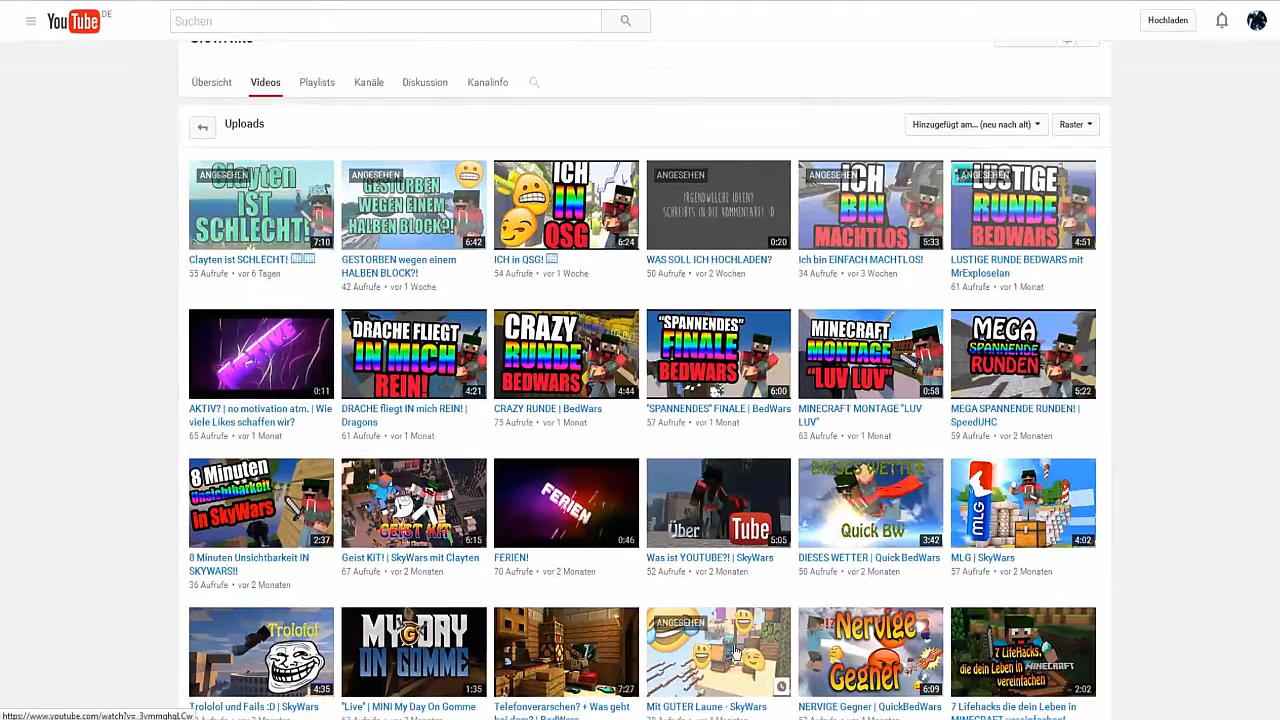 YouTube DE
Suchen
Hochladen
Übersicht
Videos
Playlists
Kanäle
Diskussion
Kanalinfo
Uploads
Hinzugefügt am... (neu nach alt)
Raster
ANGESEHEN
Clayten
IST
SCHLECHT!
7:10
ANGESEHEN
GESTORBEN
WEGEN EINEM
HALBEN BLOCK?!
6:42
ICH
IN
QSG
6:24
ANGESEHEN
IRGENDWELCHE IDEEN?
SCHREIBTS IN DIE KOMMENTARE! :D
0:20
ANGESEHEN
ICH
BIN
MACHTLOS
5:33
ANGESEHEN
LUSTIGE
RUNDE
BEDWARS
4:51
Clayten ist SCHLECHT!
55 Aufrufe • vor 6 Tagen
GESTORBEN wegen einem
HALBEN BLOCK?!
42 Aufrufe • vor 1 Woche
ICH in QSG!
54 Aufrufe • vor 1 Woche
WAS SOLL ICH HOCHLADEN?
50 Aufrufe • vor 2 Wochen
Ich bin EINFACH MACHTLOS!
34 Aufrufe • vor 3 Wochen
LUSTIGE RUNDE BEDWARS mit
MrExploseIan
61 Aufrufe • vor 1 Monat
0:11
DRACHE FLIEGT
IN MICH
REIN!
4:21
CRAZY
RUNDE
BEDWARS
4:44
"SPANNENDES"
FINALE
BEDWARS
6:00
MINECRAFT
MONTAGE
"LUV LUV"
0:58
MEGA
SPANNENDE
RUNDEN
5:22
AKTIV? | no motivation atm. | Wie
viele Likes schaffen wir?
65 Aufrufe • vor 1 Monat
DRACHE fliegt IN mich REIN! |
Dragons
61 Aufrufe • vor 1 Monat
CRAZY RUNDE | BedWars
75 Aufrufe • vor 1 Monat
"SPANNENDES" FINALE | BedWars
57 Aufrufe • vor 1 Monat
MINECRAFT MONTAGE "LUV
LUV"
63 Aufrufe • vor 1 Monat
MEGA SPANNENDE RUNDEN! |
SpeedUHC
59 Aufrufe • vor 2 Monaten
8 Minuten
Unsichtbarkeit
in SkyWars
2:37
GEIST KIT!
6:15
FERIEN
0:46
Über
Tube
5:05
DIESES WETTER
Quick BW
3:42
MLG
4:02
8 Minuten Unsichtbarkeit IN
SKYWARS!!
36 Aufrufe • vor 2 Monaten
Geist KIT! | SkyWars mit Clayten
67 Aufrufe • vor 2 Monaten
FERIEN!
70 Aufrufe • vor 2 Monaten
Was ist YOUTUBE?! | SkyWars
52 Aufrufe • vor 2 Monaten
DIESES WETTER | Quick BedWars
50 Aufrufe • vor 2 Monaten
MLG | SkyWars
57 Aufrufe • vor 2 Monaten
Trololol
4:35
MY DAY
ON GOMME
1:35
7:27
ANGESEHEN
Nervige
Gegner
6:09
7 LifeHacks,
die dein Leben in
MINECRAFT
vereinfachen
2:02
Trololol und Fails :D | SkyWars
"Live" | MINI My Day On Gomme
Telefonverarschen? + Was geht
bei dem? | BedWars
Mit GUTER Laune - SkyWars
NERVIGE Gegner | QuickBedWars
7 Lifehacks die dein Leben in
MINECRAFT vereinfachen